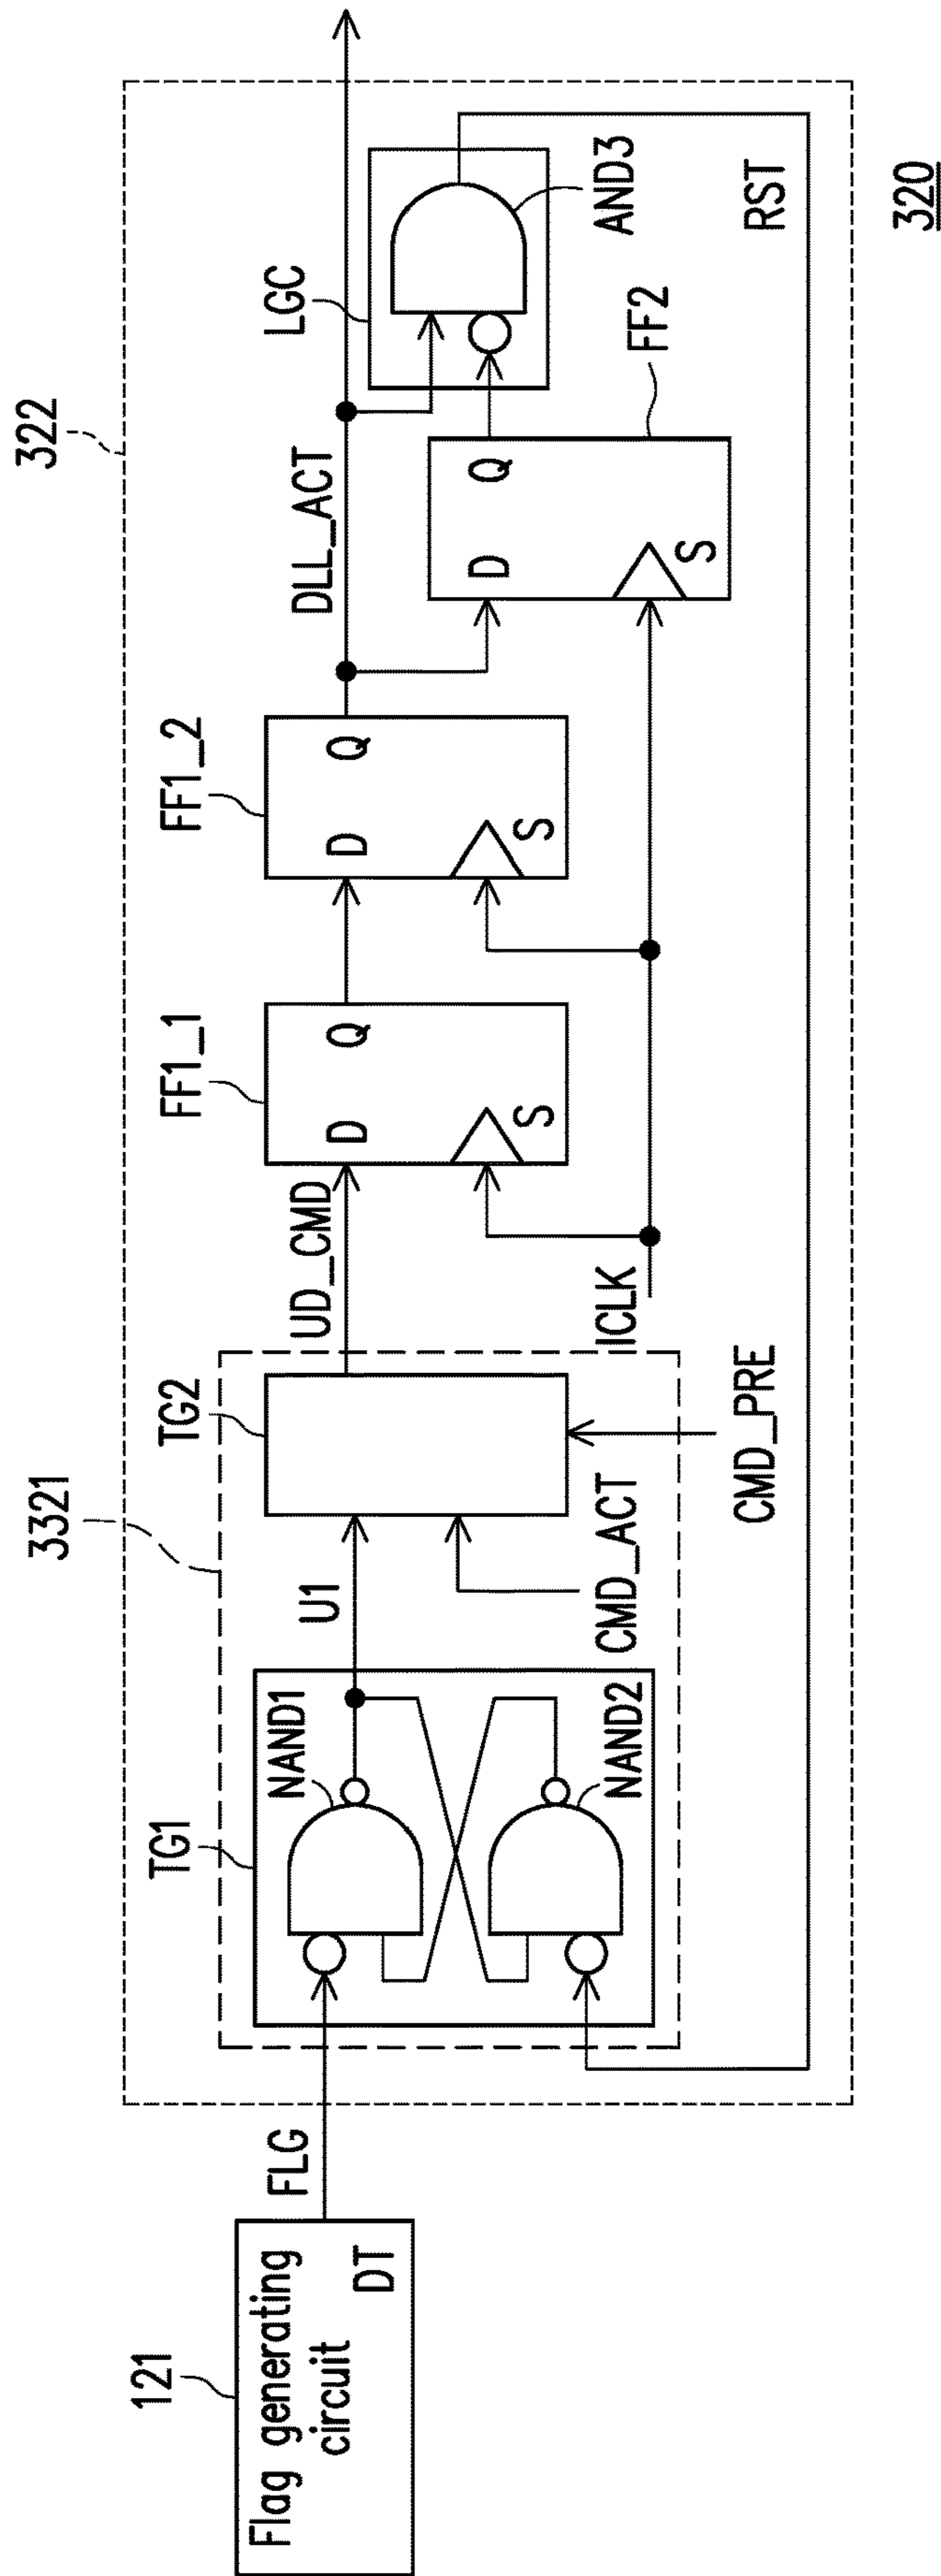 322
3321
121
Flag generating
circuit
DT
FLG
TG1
NAND1
NAND2
U1
TG2
CMD_ACT
CMD_PRE
UD_CMD
ICLK
FF1_1
D
Q
S
FF1_2
D
Q
S
DLL_ACT
D
Q
S
FF2
LGC
AND3
RST
320